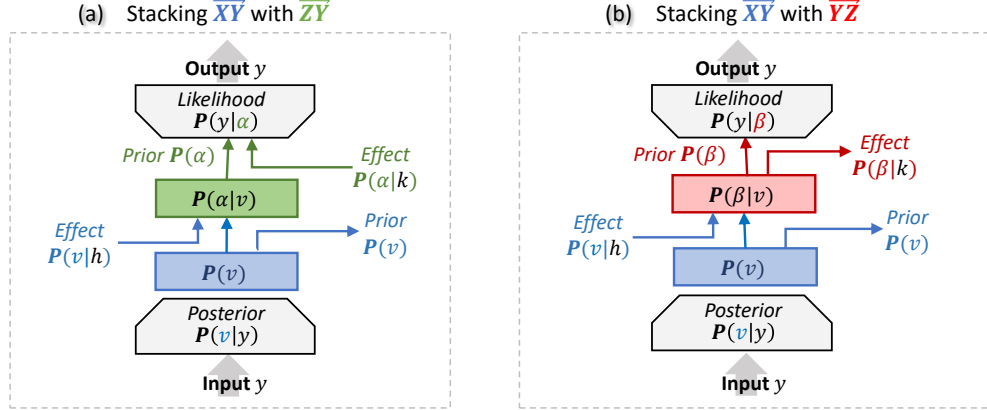 (a) Stacking XY with ZY
Output y
Likelihood
P(y|α)
Prior P(α)
Effect
P(α|k)
P(α|v)
Effect
P(v|h)
Prior
P(v)
P(v)
Posterior
P(v|y)
Input y
(b) Stacking XY with YZ
Output y
Likelihood
P(y|β)
Prior P(β)
Effect
P(β|k)
P(β|v)
Effect
P(v|h)
Prior
P(v)
P(v)
Posterior
P(v|y)
Input y